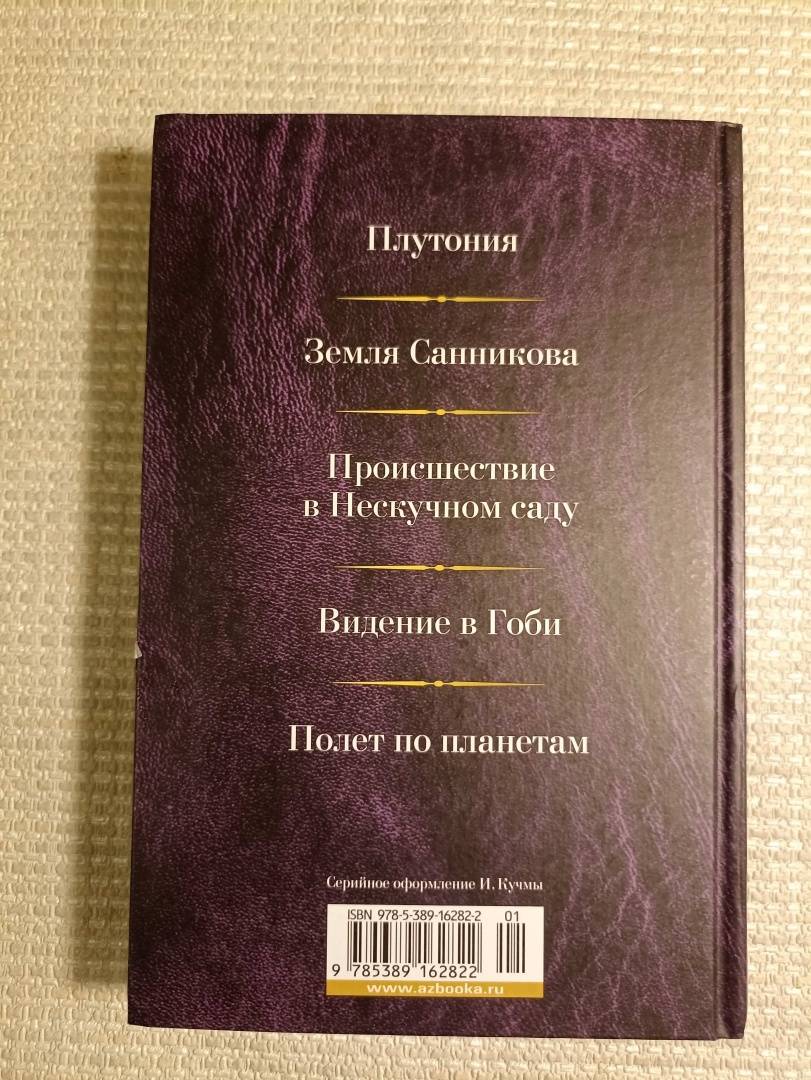 Плутония
Земля Санникова
Происшествие
в Нескучном саду
Видение в Гоби
Полет по планетам
Серийное оформление И. Кучмы
ISBN 978-5-389-16282-2
01
9 785389 162822
www.azbooka.ru